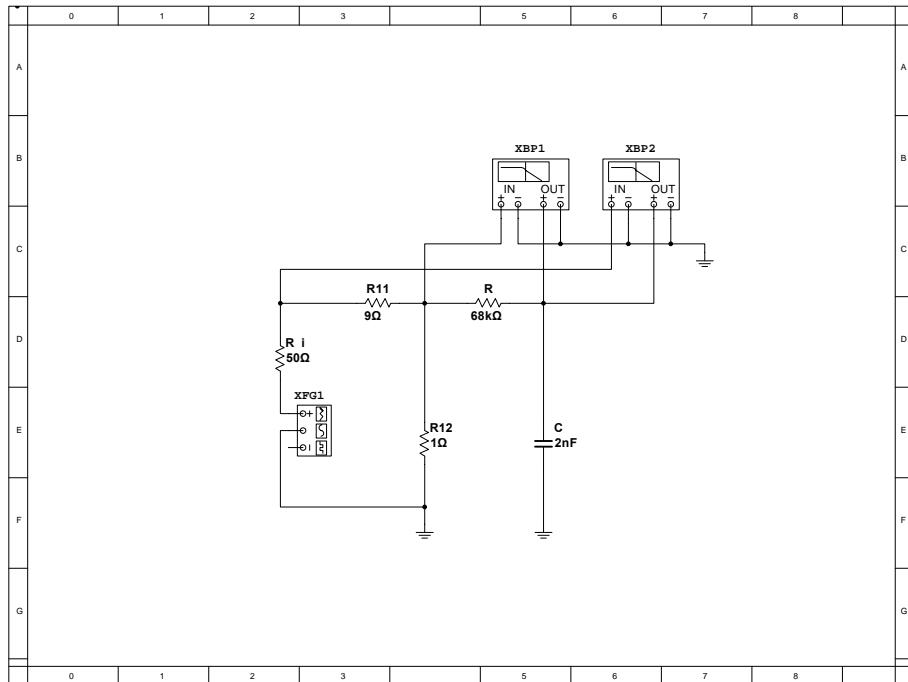 0 1 2 3 5 6 7 8
A A
B B
XBP1 XBP2
IN OUT IN OUT
C C
R11 R
9Ω 68kΩ
D D
R i
50Ω
XFG1
E E
R12 C
1Ω 2nF
F F
G G
0 1 2 3 5 6 7 8